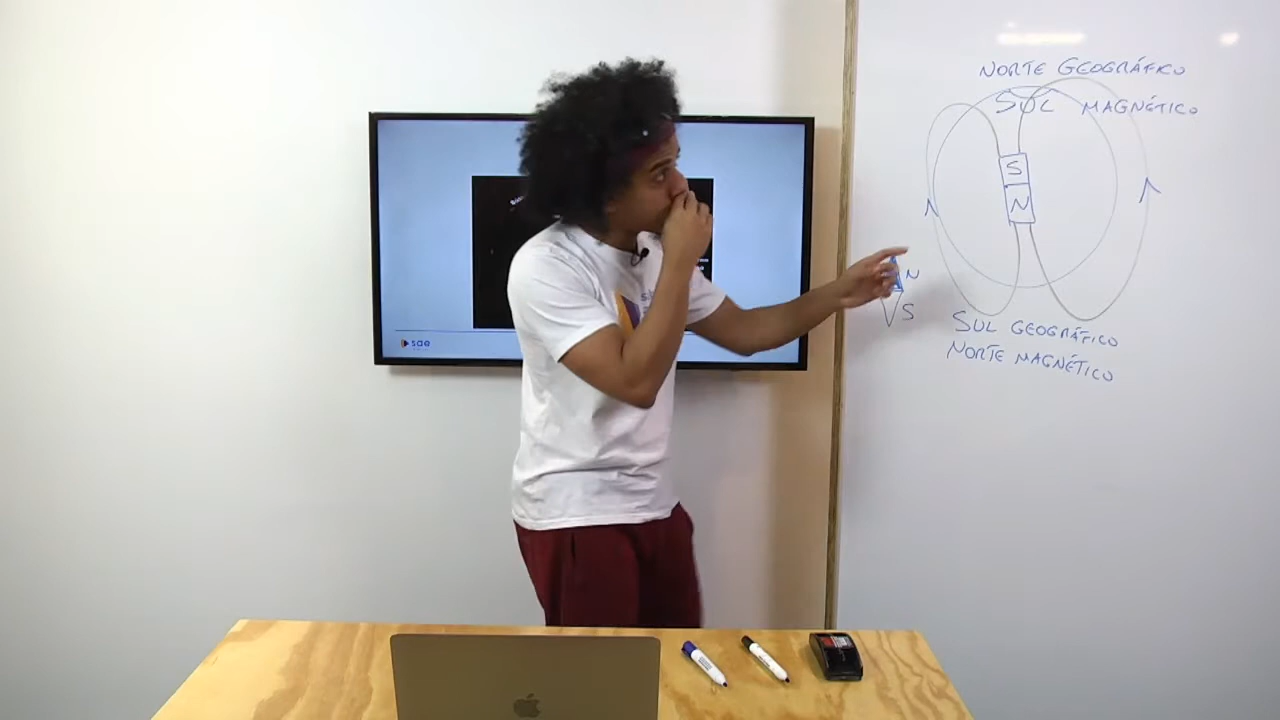 NORTE GEOGRÁFICO
SUL MAGNÉTICO
S
N
N
S
SUL GEOGRÁFICO
NORTE MAGNÉTICO
sae